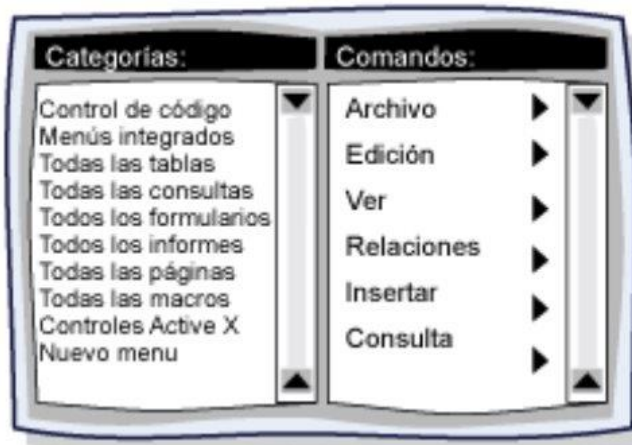 Categorías:
Control de código
Menús integrados
Todas las tablas
Todas las consultas
Todos los formularios
Todos los informes
Todas las páginas
Todas las macros
Controles Active X
Nuevo menu
Comandos:
Archivo
Edición
Ver
Relaciones
Insertar
Consulta